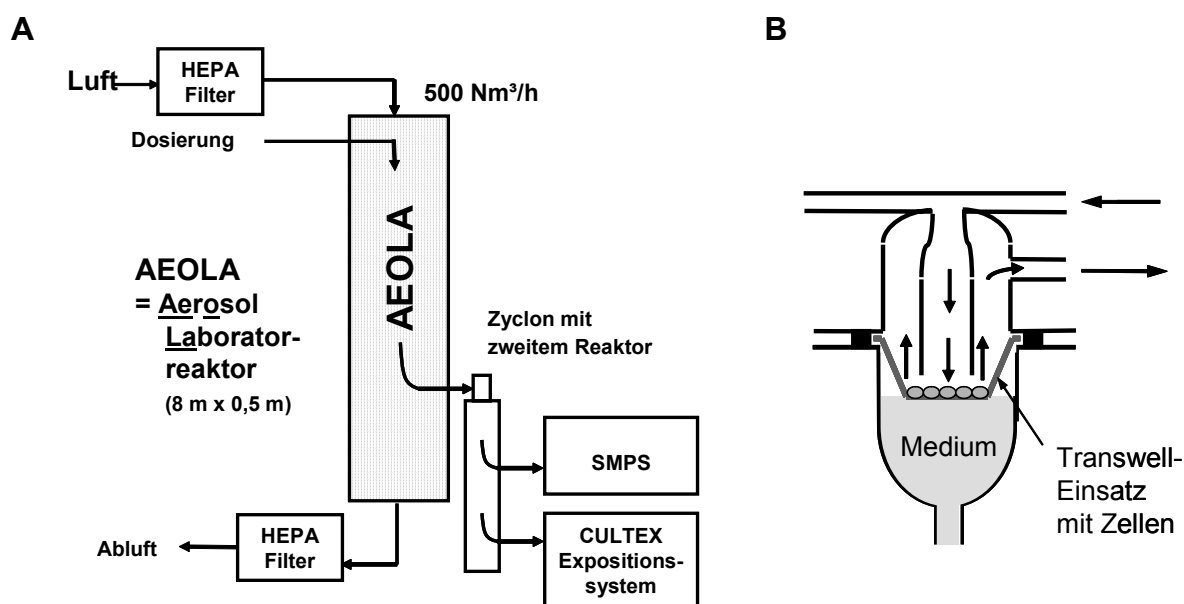 A
Luft
HEPA
Filter
500 Nm³/h
Dosierung
AEOLA
AEOLA
= Aerosol
Laborator-
reaktor
(8 m x 0,5 m)
Zyclon mit
zweitem Reaktor
SMPS
CULTEX
Expositions-
system
HEPA
Filter
Abluft
B
Medium
Transwell-
Einsatz
mit Zellen